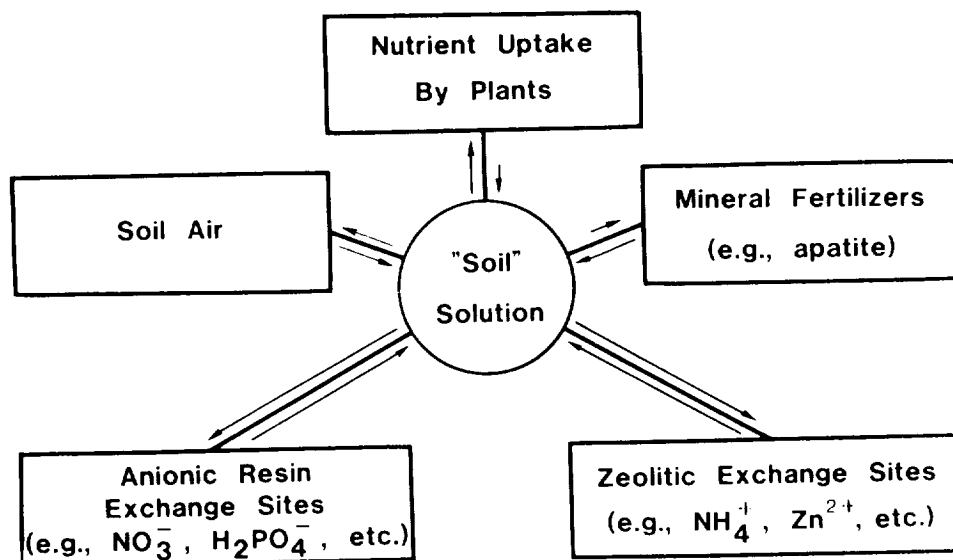 Nutrient Uptake
By Plants
Soil Air
Mineral Fertilizers
(e.g., apatite)
"Soil"
Solution
Anionic Resin
Exchange Sites
(e.g., NO₃⁻, H₂PO₄⁻, etc.)
Zeolitic Exchange Sites
(e.g., NH₄⁺, Zn²⁺, etc.)